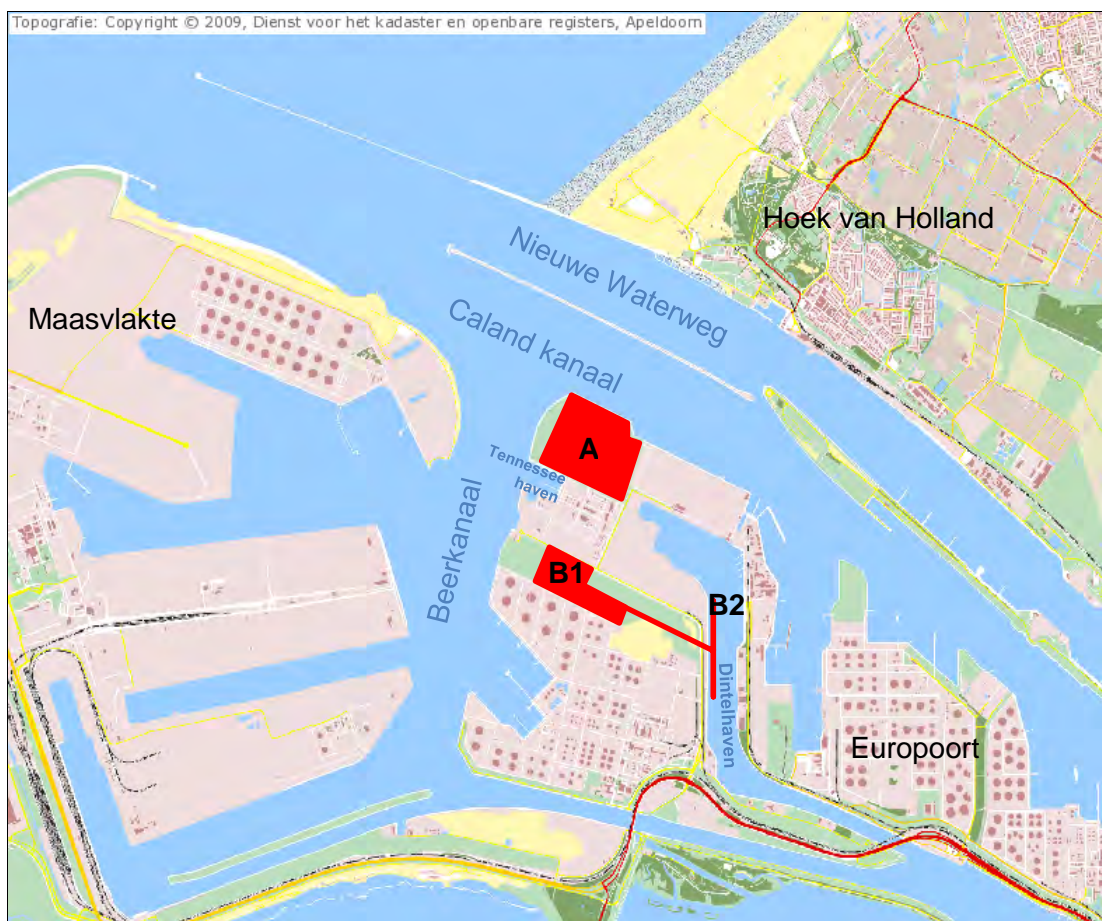 Topografie: Copyright © 2009, Dienst voor het kadaster en openbare registers, Apeldoorn
Hoek van Holland
Nieuwe Waterweg
Maasvlakte
Caland kanaal
A
Tennessee
haven
Beerkanaal
B1
B2
Dintelhaven
Europoort